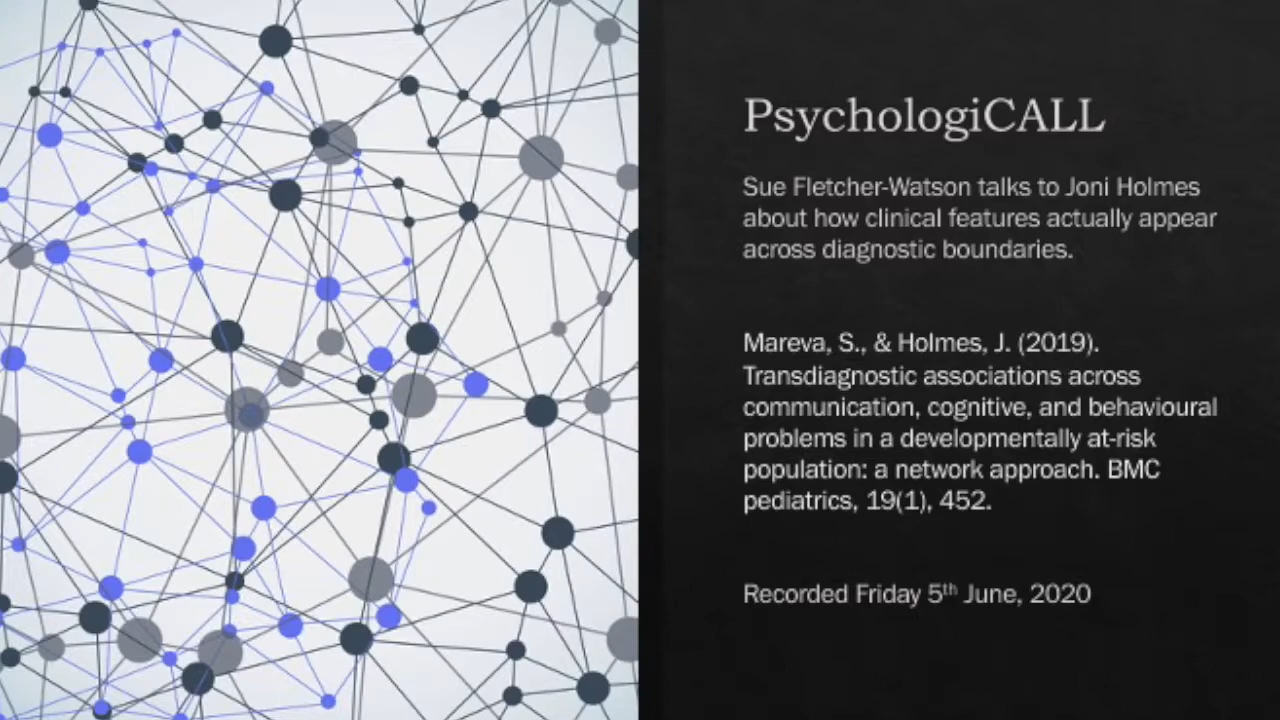 PsychologiCALL
Sue Fletcher-Watson talks to Joni Holmes
about how clinical features actually appear
across diagnostic boundaries.
Mareva, S., & Holmes, J. (2019).
Transdiagnostic associations across
communication, cognitive, and behavioural
problems in a developmentally at-risk
population: a network approach. BMC
pediatrics, 19(1), 452.
Recorded Friday 5th June, 2020